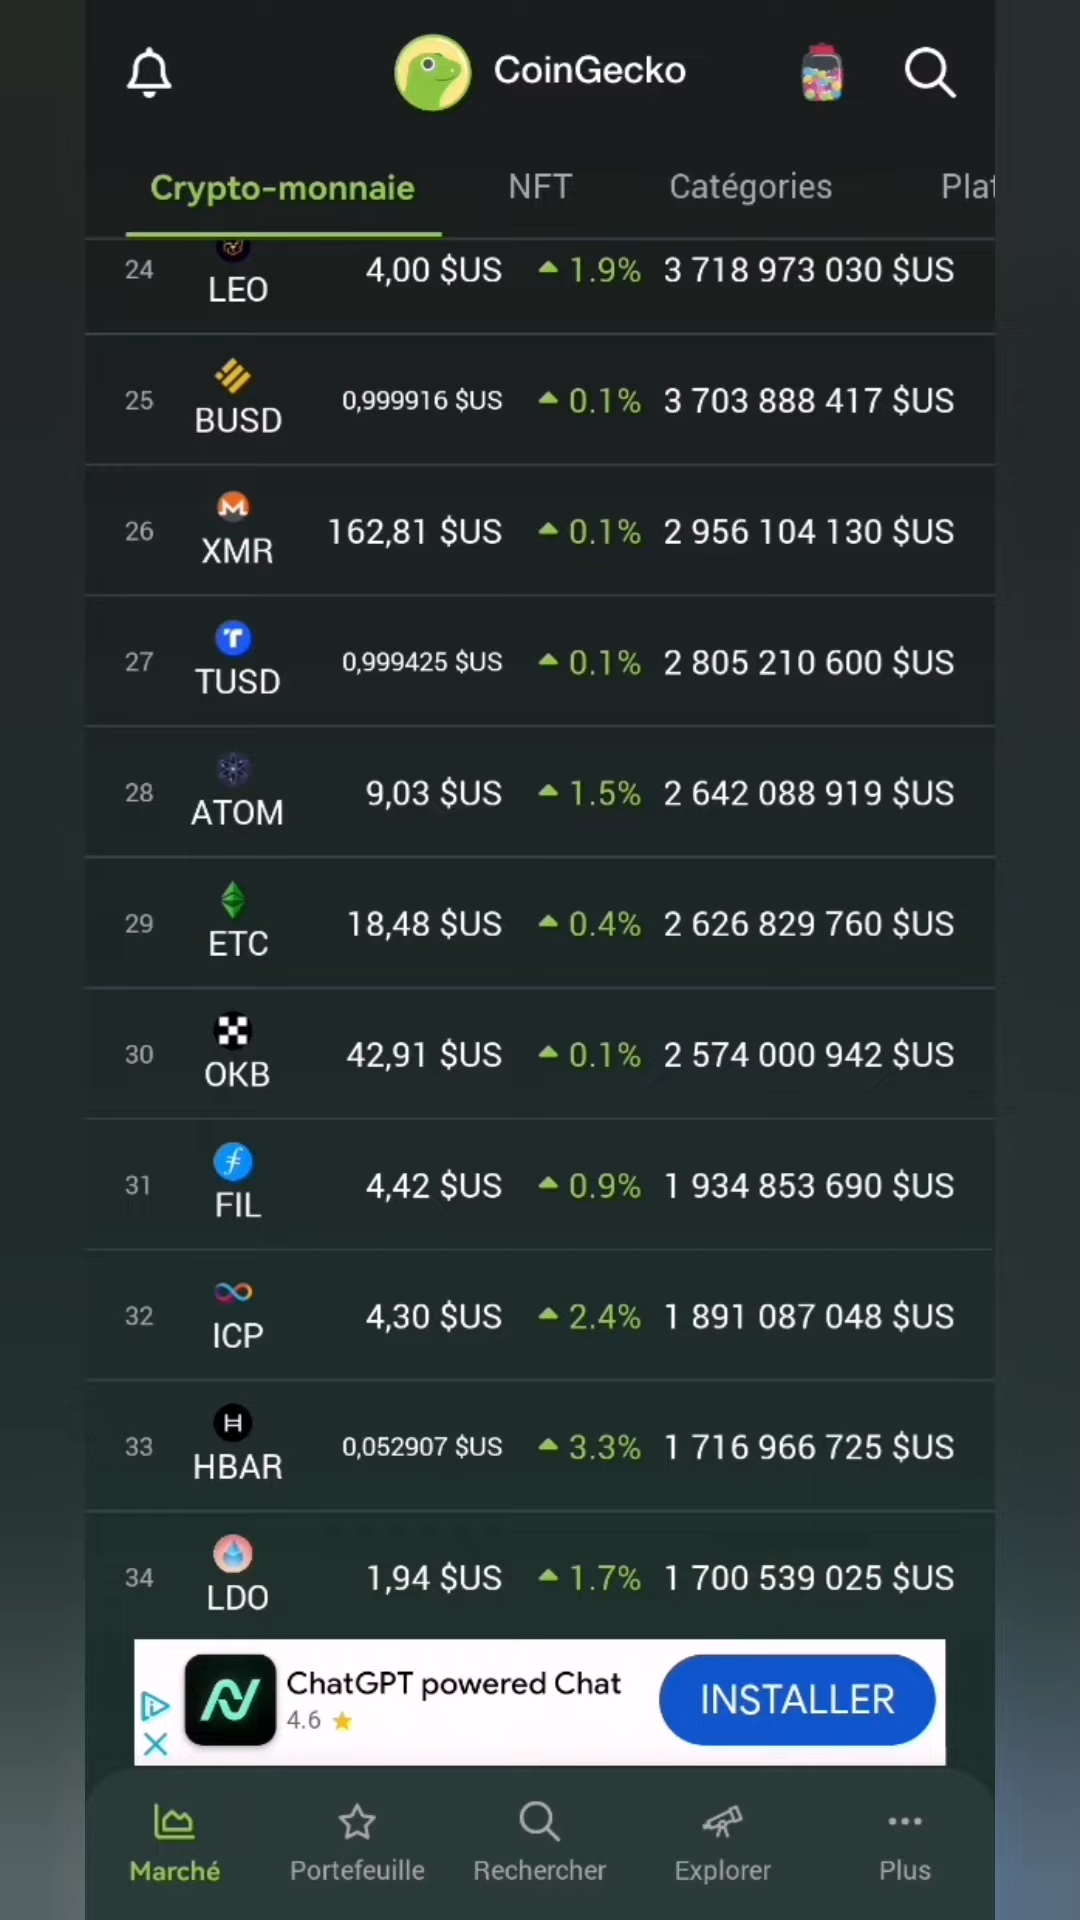 CoinGecko
Crypto-monnaie NFT Catégories Plat
24 LEO 4,00 $US 1.9% 3 718 973 030 $US
25 BUSD 0,999916 $US 0.1% 3 703 888 417 $US
26 XMR 162,81 $US 0.1% 2 956 104 130 $US
27 TUSD 0,999425 $US 0.1% 2 805 210 600 $US
28 ATOM 9,03 $US 1.5% 2 642 088 919 $US
29 ETC 18,48 $US 0.4% 2 626 829 760 $US
30 OKB 42,91 $US 0.1% 2 574 000 942 $US
31 FIL 4,42 $US 0.9% 1 934 853 690 $US
32 ICP 4,30 $US 2.4% 1 891 087 048 $US
33 HBAR 0,052907 $US 3.3% 1 716 966 725 $US
34 LDO 1,94 $US 1.7% 1 700 539 025 $US
ChatGPT powered Chat
4.6
INSTALLER
Marché Portefeuille Rechercher Explorer Plus